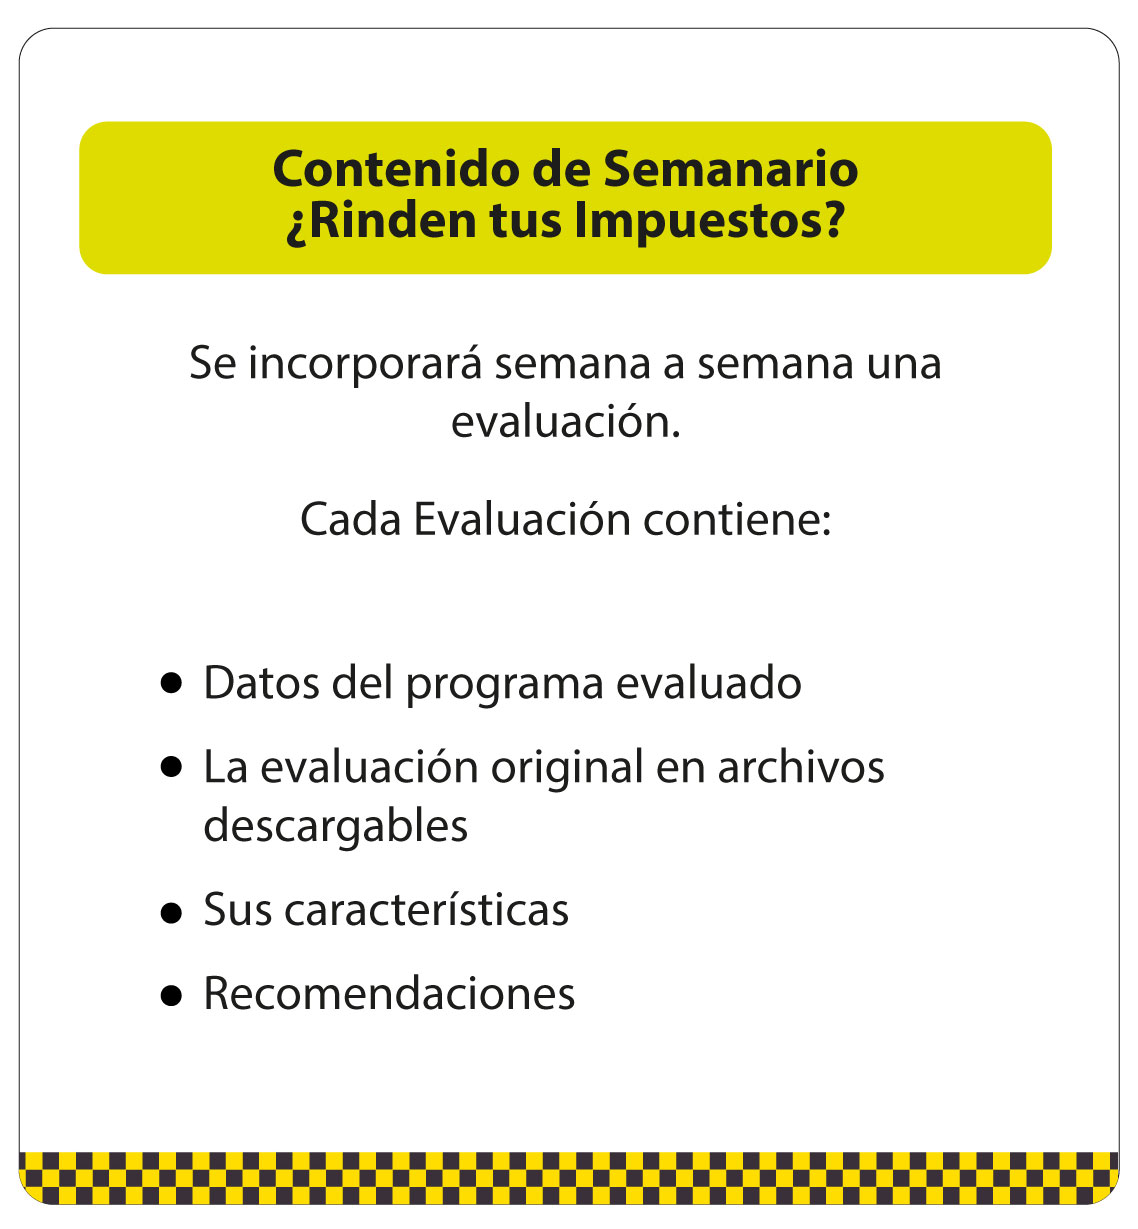 Contenido de Semanario
¿Rinden tus Impuestos?
Se incorporará semana a semana una
evaluación.
Cada Evaluación contiene:
● Datos del programa evaluado
● La evaluación original en archivos
descargables
● Sus características
● Recomendaciones